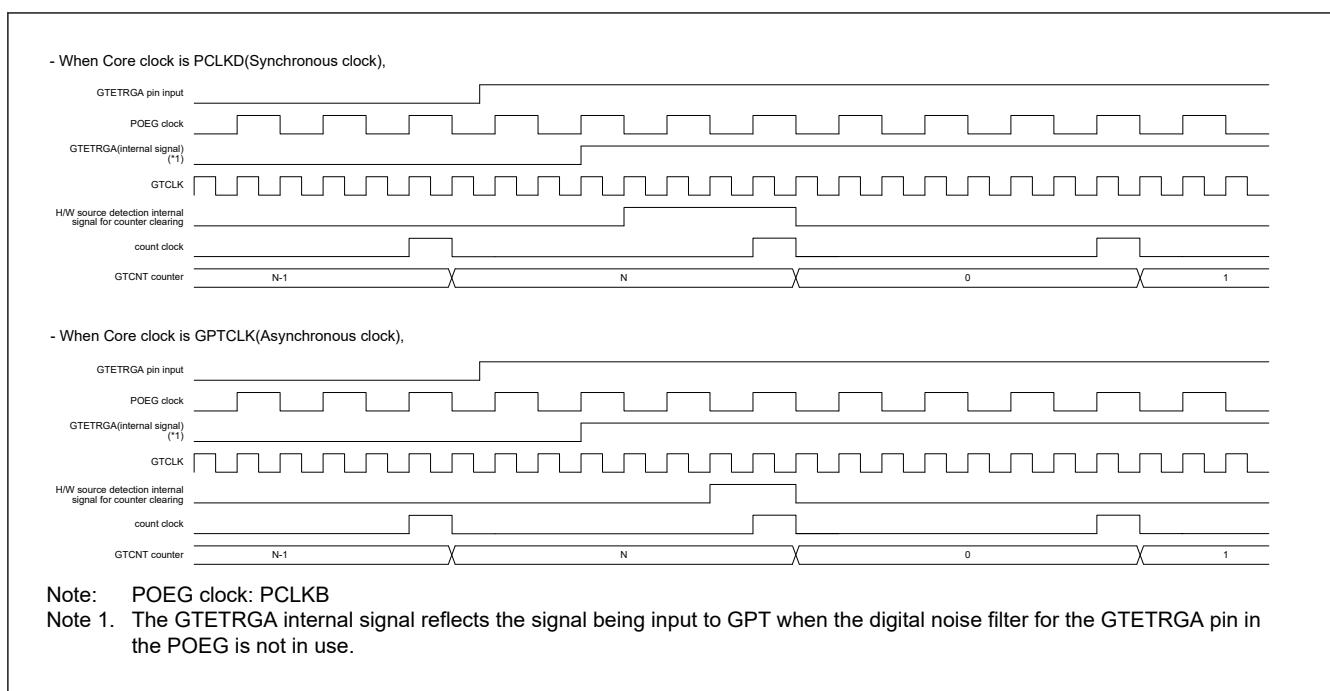 - When Core clock is PCLKD(Synchronous clock),
GTETRGA pin input
POEG clock
GTETRGA(internal signal)
(*1)
GTCLK
H/W source detection internal
signal for counter clearing
count clock
GTCNT counter
N-1
N
0
1
- When Core clock is GPTCLK(Asynchronous clock),
GTETRGA pin input
POEG clock
GTETRGA(internal signal)
(*1)
GTCLK
H/W source detection internal
signal for counter clearing
count clock
GTCNT counter
N-1
N
0
1
Note: POEG clock: PCLKB
Note 1. The GTETRGA internal signal reflects the signal being input to GPT when the digital noise filter for the GTETRGA pin in
the POEG is not in use.